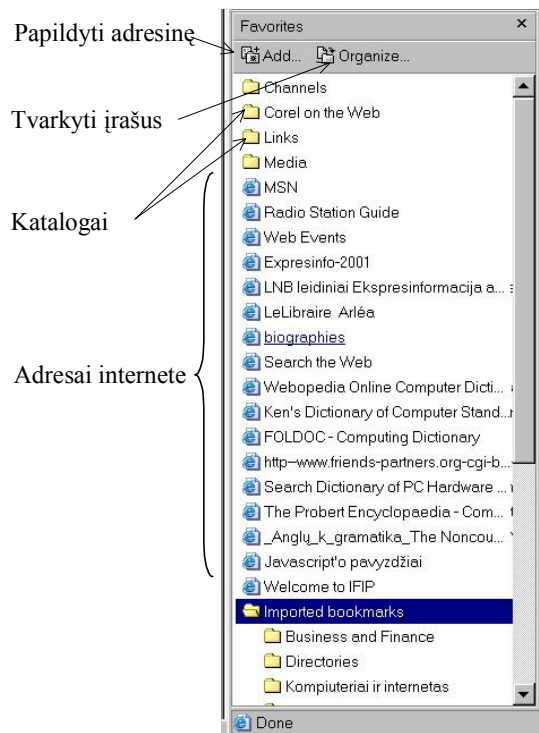 Papildyti adresinę
Tvarkyti įrašus
Katalogai
Adresai internete
Favorites
Add... Organize...
Channels
Corel on the Web
Links
Media
MSN
Radio Station Guide
Web Events
Expresinfo-2001
LNB leidiniai Ekspresinformacija a...
LeLibraire Arléa
biographies
Search the Web
Webopedia Online Computer Dicti...
Ken's Dictionary of Computer Stand...
FOLDOC - Computing Dictionary
http--www.friends-partners.org-cgi-b...
Search Dictionary of PC Hardware ...
The Probert Encyclopaedia - Com...
_Anglų_k_gramatika_The Noncou...
Javascript'o pavyzdžiai
Welcome to IFIP
Imported bookmarks
Business and Finance
Directories
Kompiuteriai ir internetas
Done